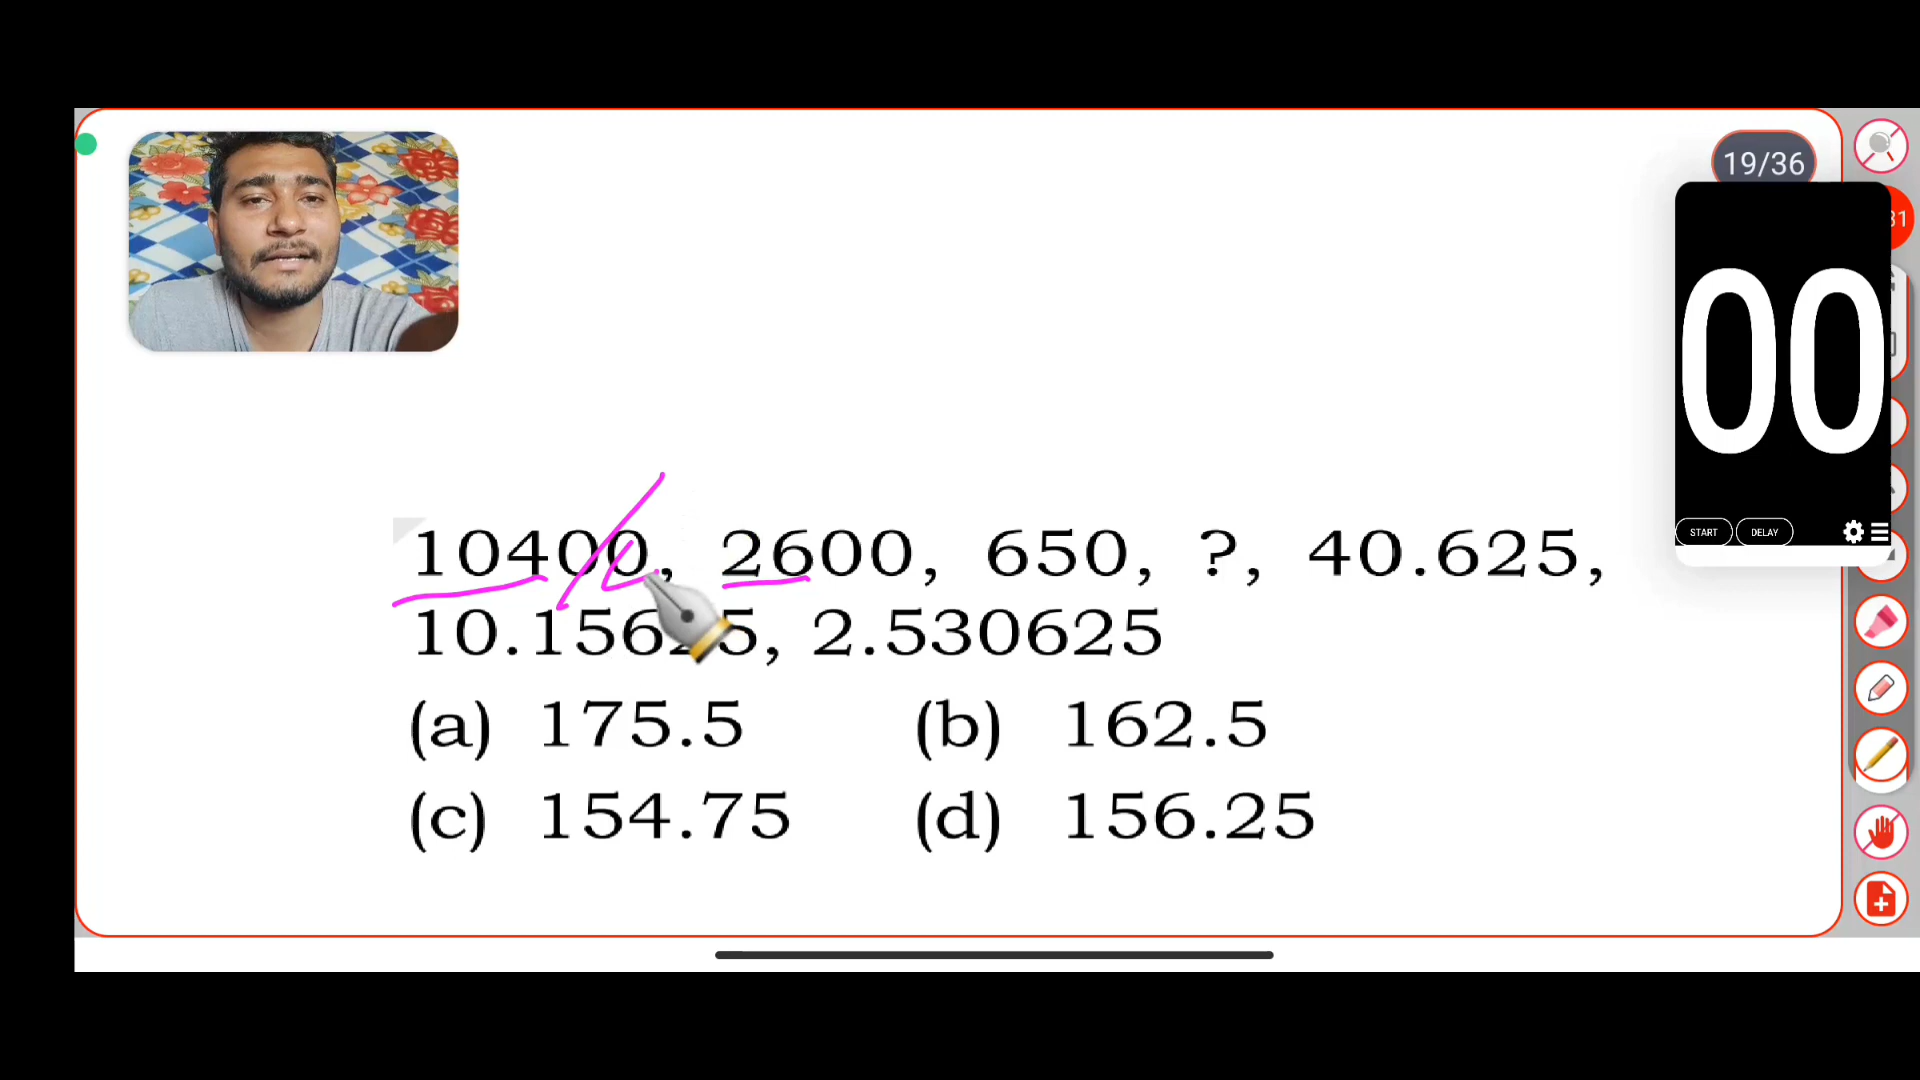 19/36
31
00
START DELAY
10400, 2600, 650, ?, 40.625,
10.15625, 2.530625
(a) 175.5 (b) 162.5
(c) 154.75 (d) 156.25